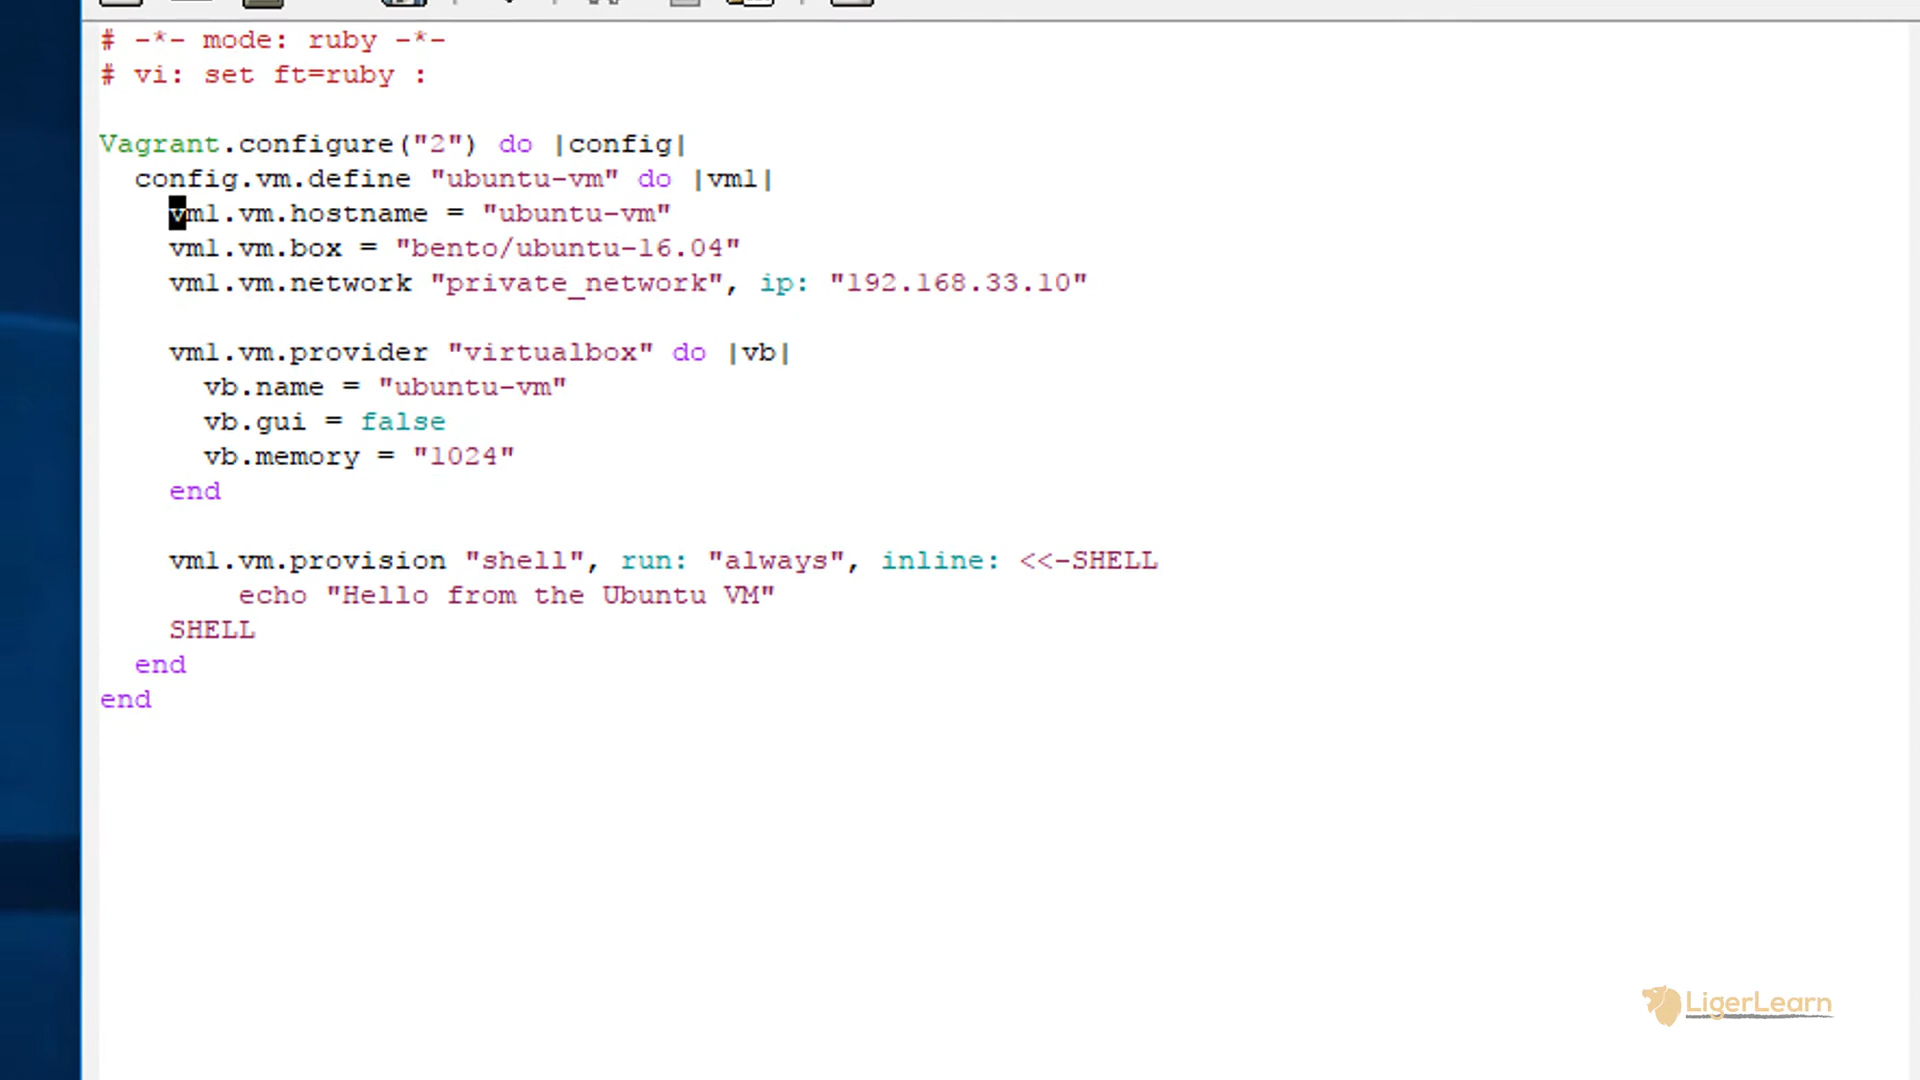 # -*- mode: ruby -*-
# vi: set ft=ruby :
Vagrant.configure("2") do |config|
config.vm.define "ubuntu-vm" do |vm1|
vm1.vm.hostname = "ubuntu-vm"
vm1.vm.box = "bento/ubuntu-16.04"
vm1.vm.network "private_network", ip: "192.168.33.10"
vm1.vm.provider "virtualbox" do |vb|
vb.name = "ubuntu-vm"
vb.gui = false
vb.memory = "1024"
end
vm1.vm.provision "shell", run: "always", inline: <<-SHELL
echo "Hello from the Ubuntu VM"
SHELL
end
end
LigerLearn